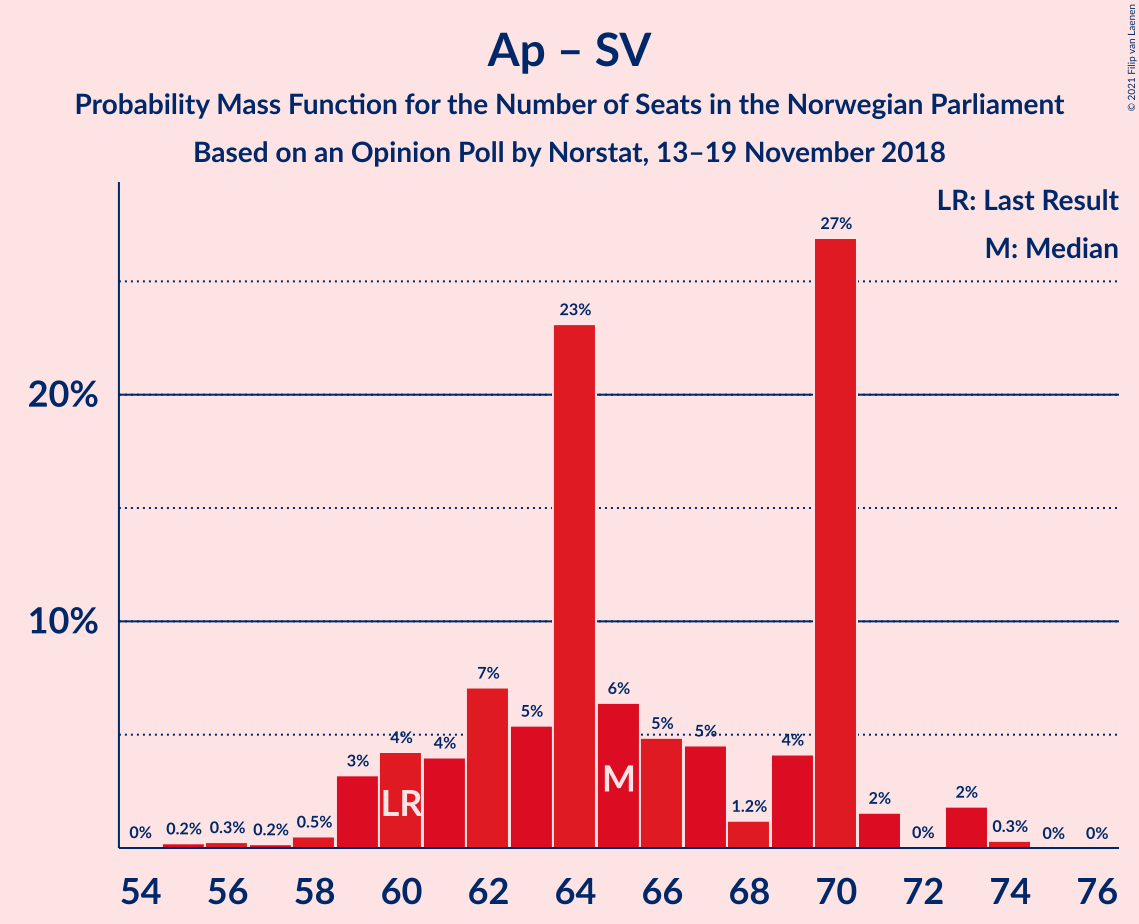 Ap – SV
Probability Mass Function for the Number of Seats in the Norwegian Parliament
Based on an Opinion Poll by Norstat, 13–19 November 2018
© 2021 Filip van Laenen
LR: Last Result
M: Median
20%
10%
0%
0.2%
0.3%
0.2%
0.5%
3%
4%
4%
7%
5%
23%
6%
5%
5%
1.2%
4%
27%
2%
0%
2%
0.3%
0%
0%
LR
M
54 56 58 60 62 64 66 68 70 72 74 76